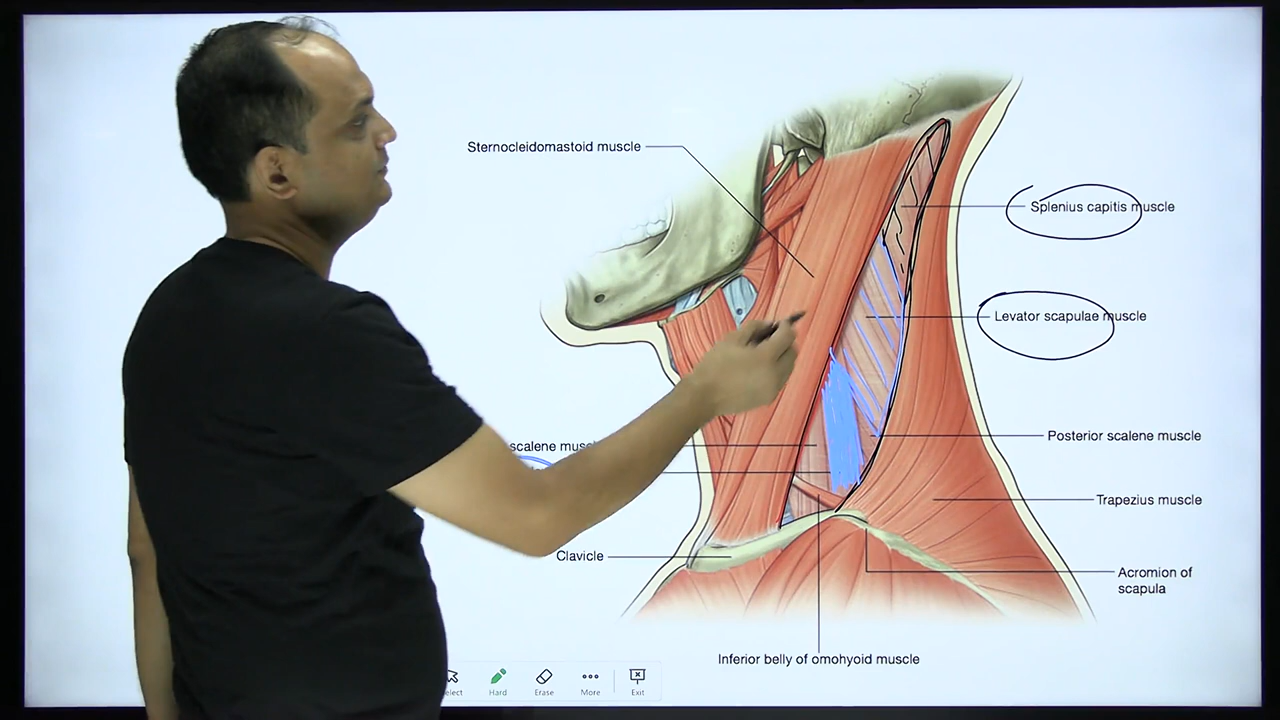 Sternocleidomastoid muscle
Splenius capitis muscle
Levator scapulae muscle
Posterior scalene muscle
scalene
Trapezius muscle
Clavicle
Acromion of
scapula
Inferior belly of omohyoid muscle
Hard
Erase
More
Exit